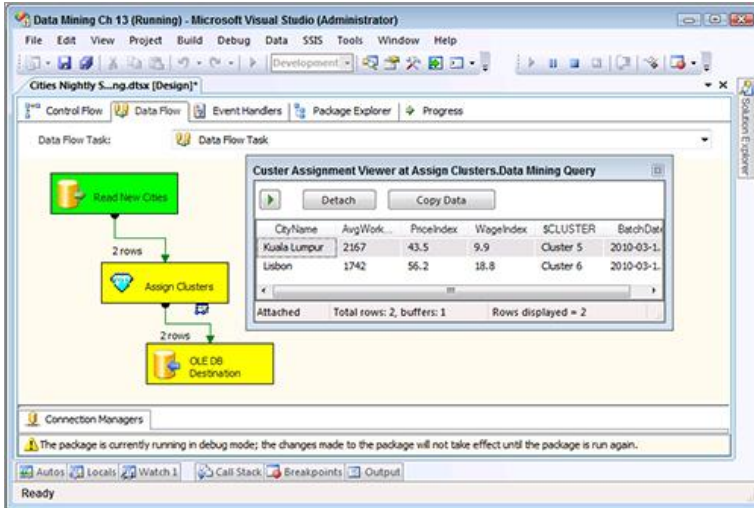 Data Mining Ch 13 (Running) - Microsoft Visual Studio (Administrator)
File Edit View Project Build Debug Data SSIS Tools Window Help
Development
Cities Nightly S...ng.dtsx [Design]*
Control Flow Data Flow Event Handlers Package Explorer Progress
Solution Explorer
Data Flow Task: Data Flow Task
Custer Assignment Viewer at Assign Clusters.Data Mining Query
Detach Copy Data
CityName AvgWork... PriceIndex WageIndex $CLUSTER BatchDat
Kuala Lumpur 2167 43.5 9.9 Cluster 5 2010-03-1.
Lisbon 1742 56.2 18.8 Cluster 6 2010-03-1.
Attached Total rows: 2, buffers: 1 Rows displayed = 2
Read New Cities
2 rows
Assign Clusters
2 rows
OLE DB
Destination
Connection Managers
The package is currently running in debug mode; the changes made to the package will not take effect until the package is run again.
Autos Locals Watch 1 Call Stack Breakpoints Output
Ready